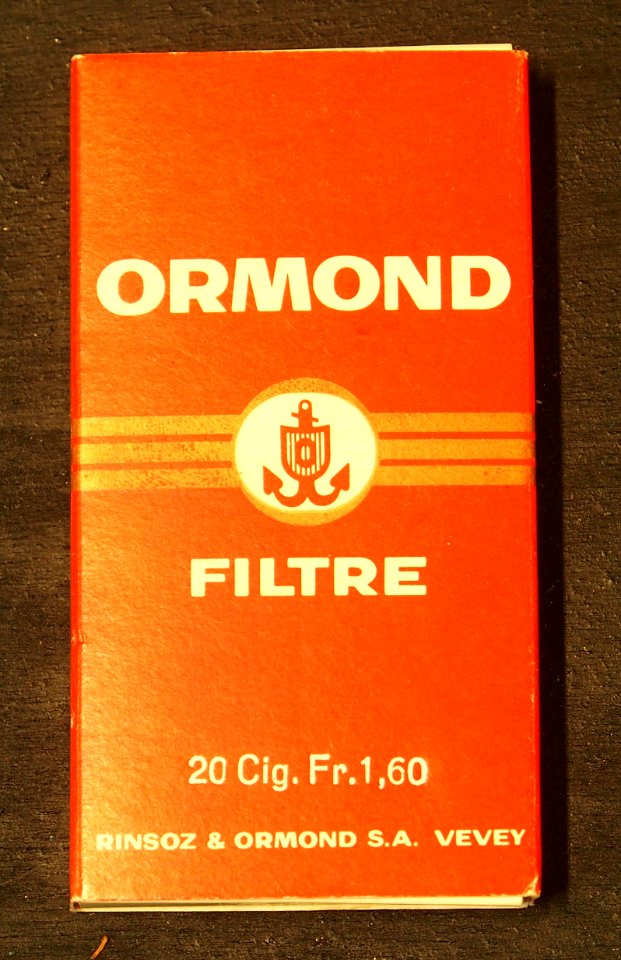 ORMOND
FILTRE
20 Cig. Fr.1,60
RINSOZ & ORMOND S.A. VEVEY